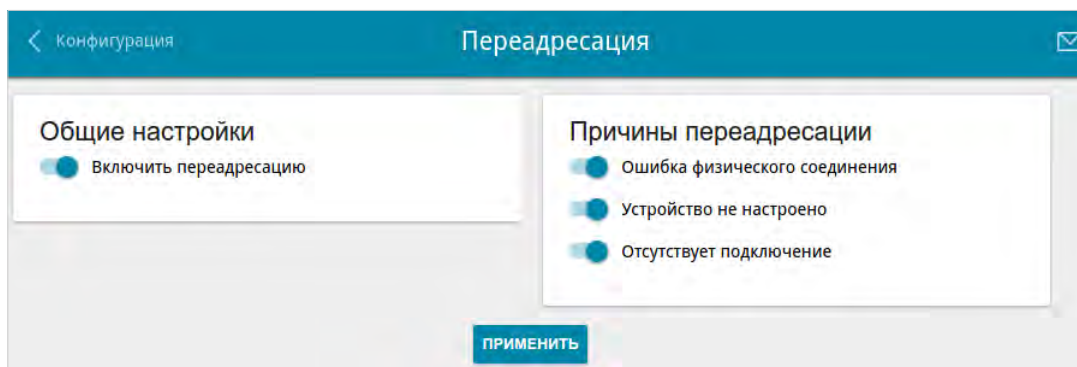 Конфигурация
Переадресация
Общие настройки
Включить переадресацию
Причины переадресации
Ошибка физического соединения
Устройство не настроено
Отсутствует подключение
ПРИМЕНИТЬ